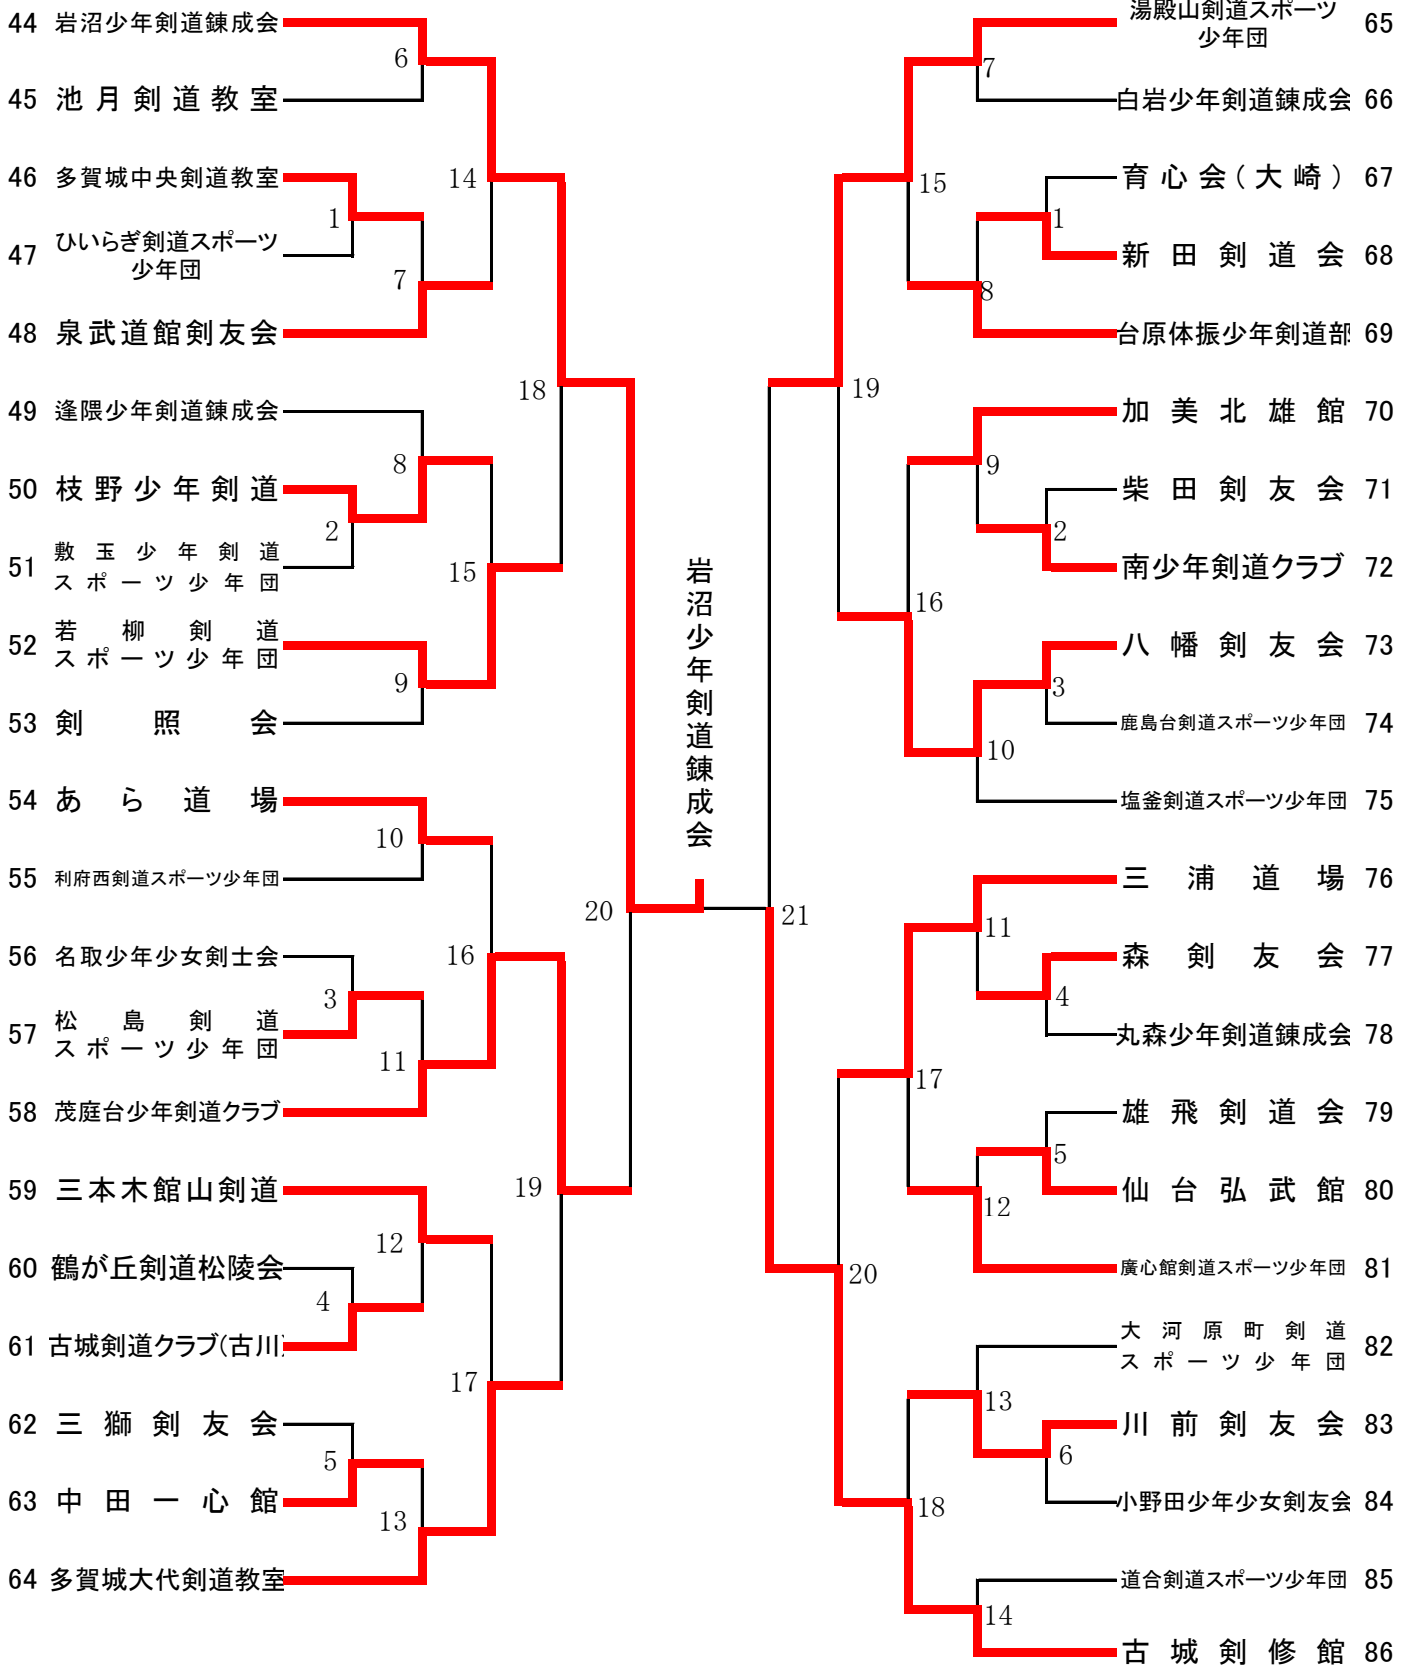 44 岩沼少年剣道錬成会
45 池月剣道教室
46 多賀城中央剣道教室
47 ひいらぎ剣道スポーツ
少年団
48 泉武道館剣友会
49 逢隈少年剣道錬成会
50 枝野少年剣道
51 敷玉少年剣道
スポーツ少年団
52 若柳剣道
スポーツ少年団
53 剣照会
54 あら道場
55 利府西剣道スポーツ少年団
56 名取少年少女剣士会
57 松島剣道
スポーツ少年団
58 茂庭台少年剣道クラブ
59 三本木館山剣道
60 鶴が丘剣道松陵会
61 古城剣道クラブ(古川)
62 三獅剣友会
63 中田一心館
64 多賀城大代剣道教室
6
1
7
8
2
9
10
3
11
12
4
5
13
14
15
16
17
18
19
20
岩沼少年剣道錬成会
21
19
20
15
16
17
18
7
1
8
9
2
3
10
11
4
5
12
13
6
14
湯殿山剣道スポーツ
少年団 65
白岩少年剣道錬成会 66
育心会(大崎) 67
新田剣道会 68
台原体振少年剣道部 69
加美北雄館 70
柴田剣友会 71
南少年剣道クラブ 72
八幡剣友会 73
鹿島台剣道スポーツ少年団 74
塩釜剣道スポーツ少年団 75
三浦道場 76
森剣友会 77
丸森少年剣道錬成会 78
雄飛剣道会 79
仙台弘武館 80
廣心館剣道スポーツ少年団 81
大河原町剣道
スポーツ少年団 82
川前剣友会 83
小野田少年少女剣友会 84
道合剣道スポーツ少年団 85
古城剣修館 86